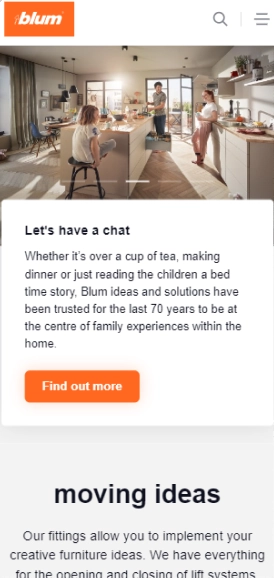 blum
Let's have a chat
Whether it's over a cup of tea, making
dinner or just reading the children a bed
time story, Blum ideas and solutions have
been trusted for the last 70 years to be at
the centre of family experiences within the
home.
Find out more
moving ideas
Our fittings allow you to implement your
creative furniture ideas. We have everything
for the opening and closing of lift systems,